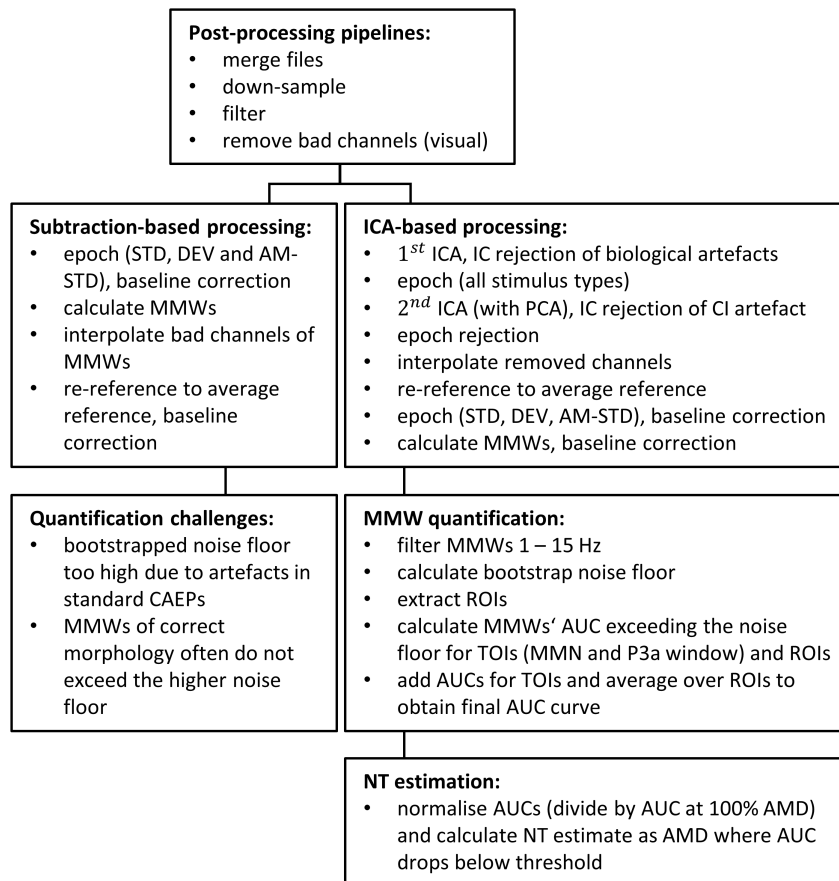 Post-processing pipelines:
• merge files
• down-sample
• filter
• remove bad channels (visual)
Subtraction-based processing:
• epoch (STD, DEV and AM-
STD), baseline correction
• calculate MMWs
• interpolate bad channels of
MMWs
• re-reference to average
reference, baseline
correction
ICA-based processing:
• 1st ICA, IC rejection of biological artefacts
• epoch (all stimulus types)
• 2nd ICA (with PCA), IC rejection of CI artefact
• epoch rejection
• interpolate removed channels
• re-reference to average reference
• epoch (STD, DEV, AM-STD), baseline correction
• calculate MMWs, baseline correction
Quantification challenges:
• bootstrapped noise floor
too high due to artefacts in
standard CAEPs
• MMWs of correct
morphology often do not
exceed the higher noise
floor
MMW quantification:
• filter MMWs 1 – 15 Hz
• calculate bootstrap noise floor
• extract ROIs
• calculate MMWs‘ AUC exceeding the noise
floor for TOIs (MMN and P3a window) and ROIs
• add AUCs for TOIs and average over ROIs to
obtain final AUC curve
NT estimation:
• normalise AUCs (divide by AUC at 100% AMD)
and calculate NT estimate as AMD where AUC
drops below threshold